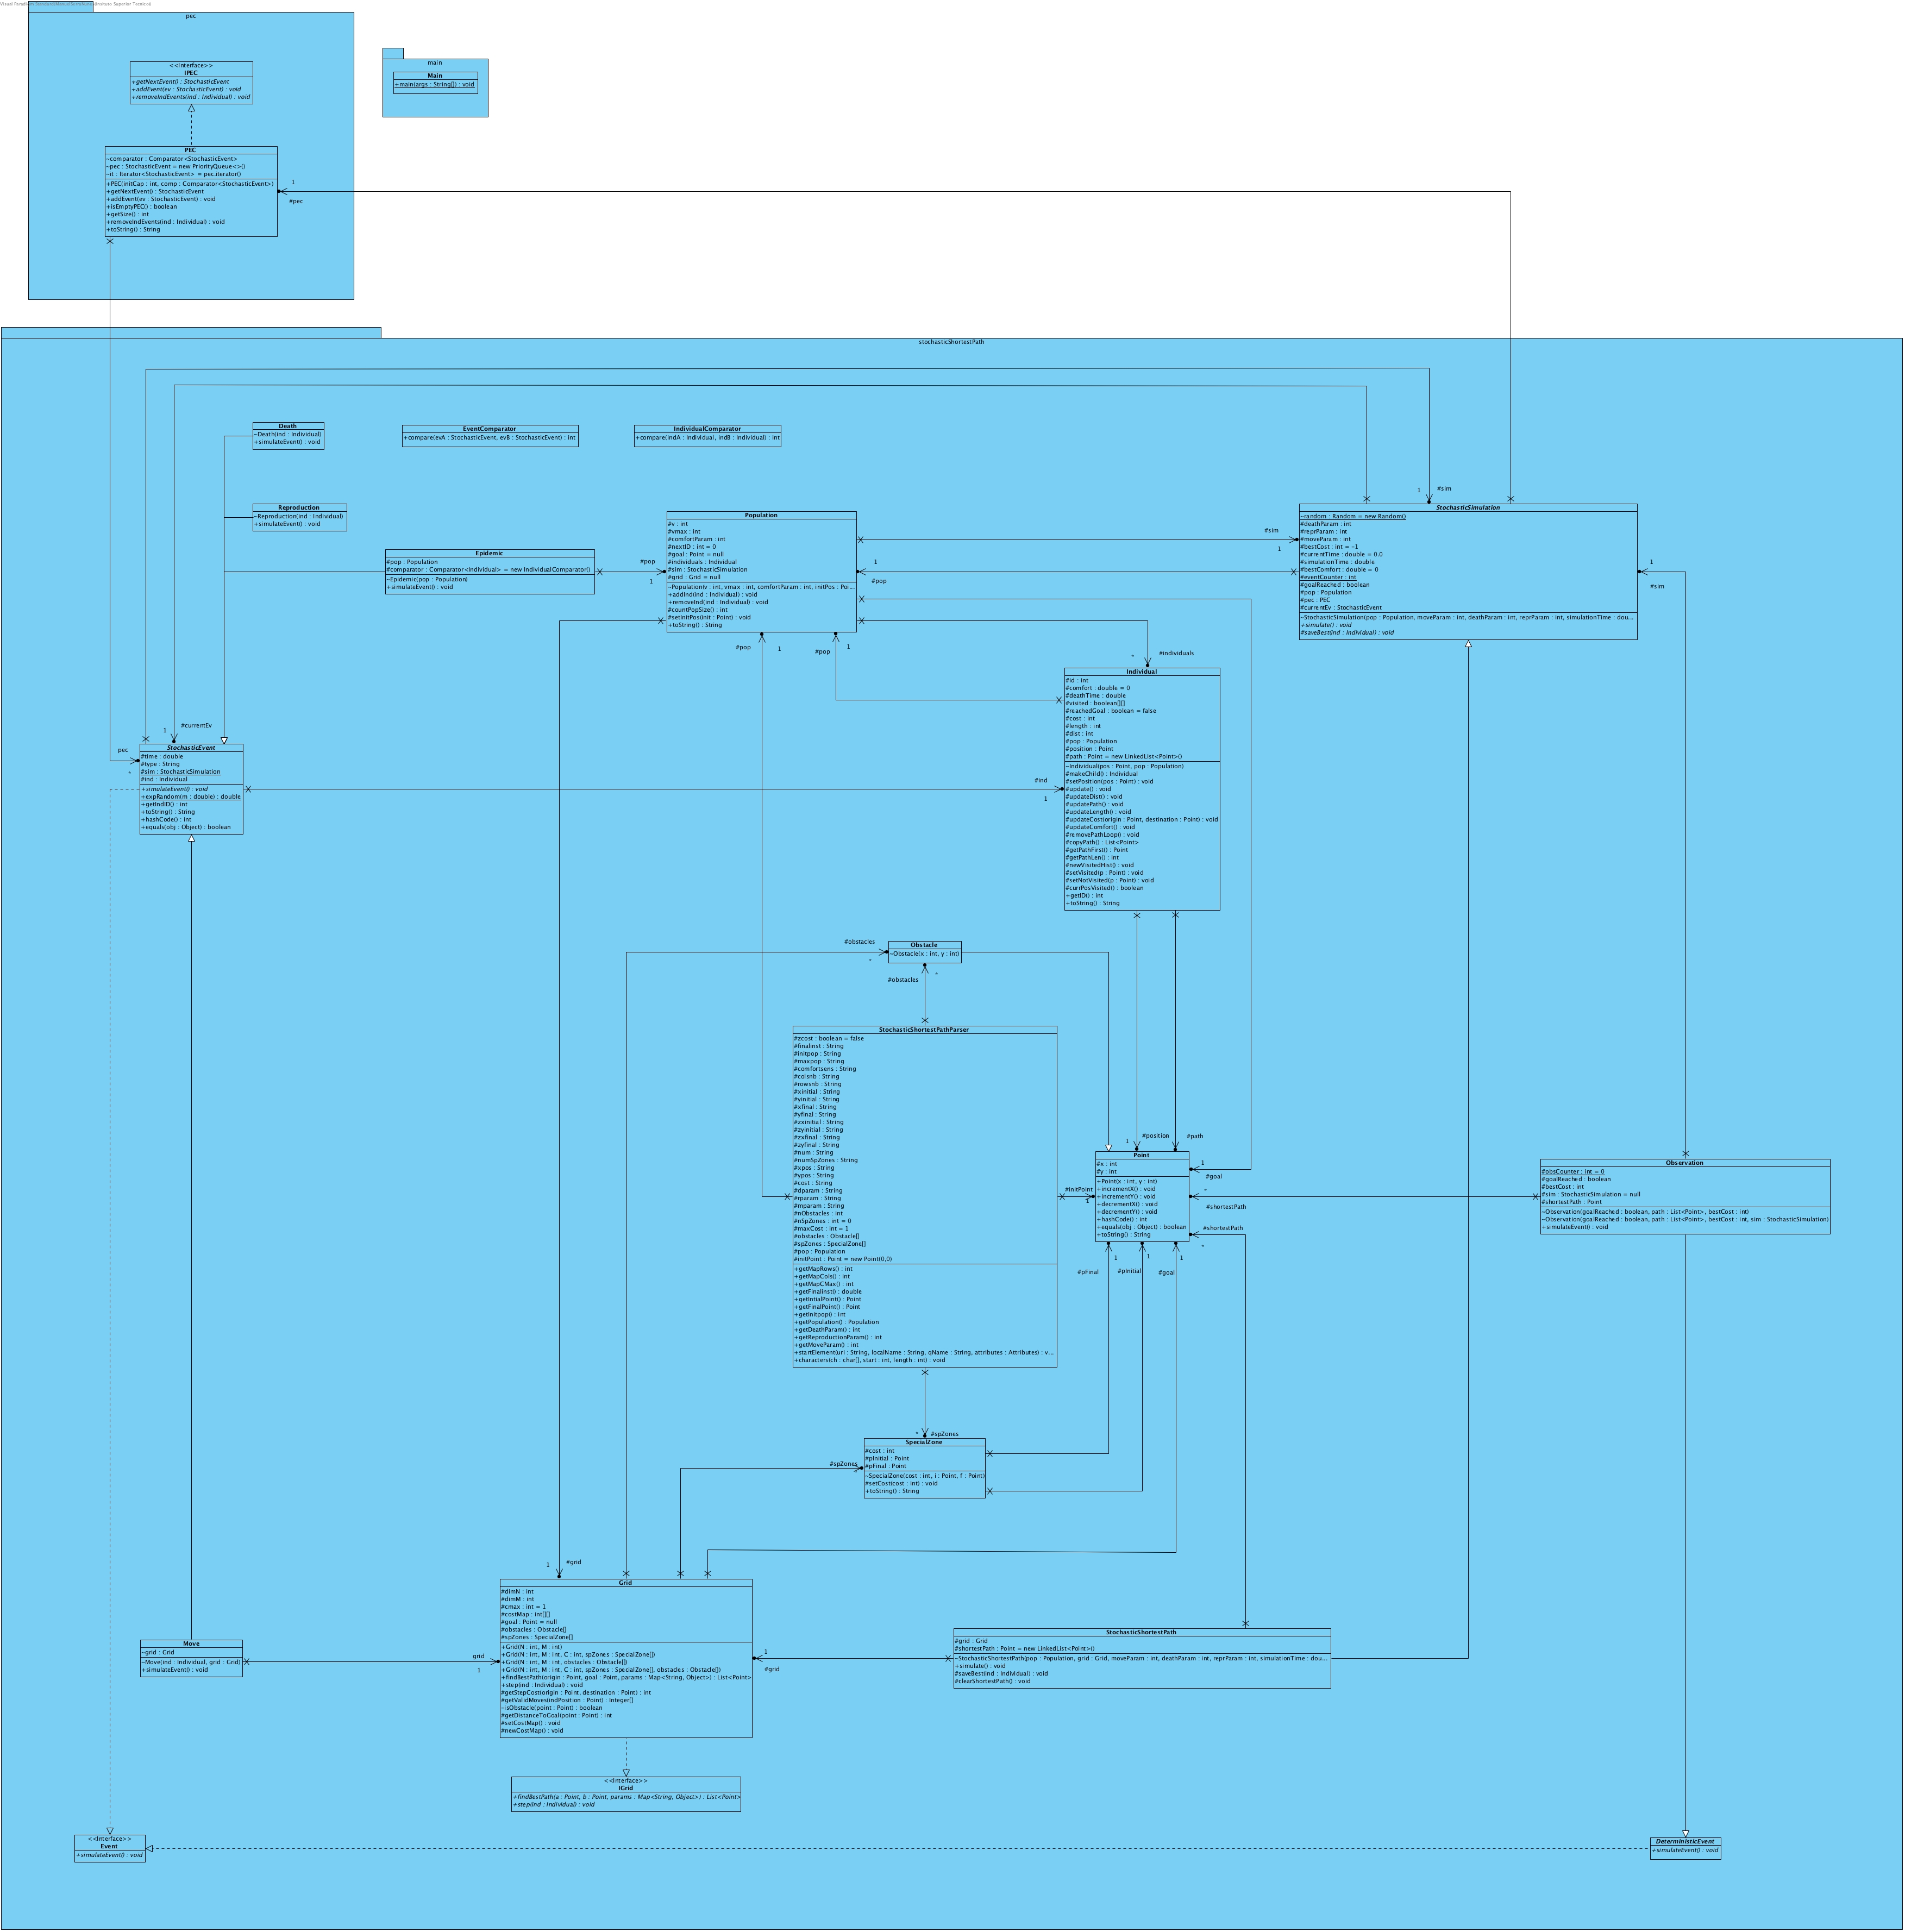 Visual Paradigm Standard
Instituto Superior Tecnico
pec
<<Interface>>
IPEC
+getNextEvent() : StochasticEvent
+addEvent(ev : StochasticEvent) : void
+removeIndEvents(ind : Individual) : void
PEC
~comparator : Comparator<StochasticEvent>
~pec : StochasticEvent = new PriorityQueue<>()
~it : Iterator<StochasticEvent> = pec.iterator()
+PEC(initCap : int, comp : Comparator<StochasticEvent>)
+getNextEvent() : StochasticEvent
+addEvent(ev : StochasticEvent) : void
+isEmptyPEC() : boolean
+getSize() : int
+removeIndEvents(ind : Individual) : void
+toString() : String
1
#pec
main
Main
+main(args : String[]) : void
stochasticShortestPath
Death
~Death(ind : Individual)
+simulateEvent() : void
EventComparator
+compare(evA : StochasticEvent, evB : StochasticEvent) : int
IndividualComparator
+compare(indA : Individual, indB : Individual) : int
Reproduction
~Reproduction(ind : Individual)
+simulateEvent() : void
Epidemic
#pop : Population
#comparator : Comparator<Individual> = new IndividualComparator()
~Epidemic(pop : Population)
+simulateEvent() : void
#pop
1
Population
#v : int
#vmax : int
#comfortParam : int
#nextID : int = 0
#goal : Point = null
#individuals : Individual
#sim : StochasticSimulation
#grid : Grid = null
~Population(v : int, vmax : int, comfortParam : int, initPos : Poi...
+addInd(ind : Individual) : void
+removeInd(ind : Individual) : void
#countPopSize() : int
#setInitPos(init : Point) : void
+toString() : String
#sim
1
1
#pop
1
#sim
StochasticSimulation
~random : Random = new Random()
#deathParam : int
#reprParam : int
#moveParam : int
#bestCost : int = -1
#currentTime : double = 0.0
#simulationTime : double
#bestComfort : double = 0
#eventCounter : int
#goalReached : boolean
#pop : Population
#pec : PEC
#currentEv : StochasticEvent
~StochasticSimulation(pop : Population, moveParam : int, deathParam : int, reprParam : int, simulationTime : dou...
+simulate() : void
#saveBest(ind : Individual) : void
1
#sim
#pop
1
#pop
1
*
#individuals
Individual
#id : int
#comfort : double = 0
#deathTime : double
#visited : boolean[][]
#reachedGoal : boolean = false
#cost : int
#length : int
#dist : int
#pop : Population
#position : Point
#path : Point = new LinkedList<Point>()
~Individual(pos : Point, pop : Population)
#makeChild() : Individual
#setPosition(pos : Point) : void
#update() : void
#updateDist() : void
#updatePath() : void
#updateLength() : void
#updateCost(origin : Point, destination : Point) : void
#updateComfort() : void
#removePathLoop() : void
#copyPath() : List<Point>
#getPathFirst() : Point
#getPathLen() : int
#newVisitedHist() : void
#setVisited(p : Point) : void
#setNotVisited(p : Point) : void
#currPosVisited() : boolean
+getID() : int
+toString() : String
#currentEv
1
pec
*
StochasticEvent
#time : double
#type : String
#sim : StochasticSimulation
#ind : Individual
+simulateEvent() : void
+expRandom(m : double) : double
+getIndID() : int
+toString() : String
+hashCode() : int
+equals(obj : Object) : boolean
#ind
1
#obstacles
*
Obstacle
~Obstacle(x : int, y : int)
*
#obstacles
StochasticShortestPathParser
#zcost : boolean = false
#finalinst : String
#initpop : String
#maxpop : String
#comfortsens : String
#colsnb : String
#rowsnb : String
#xinitial : String
#yinitial : String
#xfinal : String
#yfinal : String
#zxinitial : String
#zyinitial : String
#zxfinal : String
#zyfinal : String
#num : String
#numSpZones : String
#xpos : String
#ypos : String
#cost : String
#dparam : String
#rparam : String
#mparam : String
#nObstacles : int
#nSpZones : int = 0
#maxCost : int = 1
#obstacles : Obstacle[]
#spZones : SpecialZone[]
#pop : Population
#initPoint : Point = new Point(0,0)
+getMapRows() : int
+getMapCols() : int
+getMapCMax() : int
+getFinalinst() : double
+getIntialPoint() : Point
+getFinalPoint() : Point
+getInitpop() : int
+getPopulation() : Population
+getDeathParam() : int
+getReproductionParam() : int
+getMoveParam() : int
+startElement(uri : String, localName : String, qName : String, attributes : Attributes) : v...
+characters(ch : char[], start : int, length : int) : void
#position
1
#path
#initPoint
1
Point
#x : int
#y : int
+Point(x : int, y : int)
+incrementX() : void
+incrementY() : void
+decrementX() : void
+decrementY() : void
+hashCode() : int
+equals(obj : Object) : boolean
+toString() : String
1
#goal
*
#shortestPath
#shortestPath
*
1
#pFinal
1
#pInitial
1
#goal
Observation
#obsCounter : int = 0
#goalReached : boolean
#bestCost : int
#sim : StochasticSimulation = null
#shortestPath : Point
~Observation(goalReached : boolean, path : List<Point>, bestCost : int)
~Observation(goalReached : boolean, path : List<Point>, bestCost : int, sim : StochasticSimulation)
+simulateEvent() : void
*
#spZones
SpecialZone
#cost : int
#pInitial : Point
#pFinal : Point
~SpecialZone(cost : int, i : Point, f : Point)
#setCost(cost : int) : void
+toString() : String
#spZones
*
1
#grid
Grid
#dimN : int
#dimM : int
#cmax : int = 1
#costMap : int[][]
#goal : Point = null
#obstacles : Obstacle[]
#spZones : SpecialZone[]
+Grid(N : int, M : int)
+Grid(N : int, M : int, C : int, spZones : SpecialZone[])
+Grid(N : int, M : int, obstacles : Obstacle[])
+Grid(N : int, M : int, C : int, spZones : SpecialZone[], obstacles : Obstacle[])
+findBestPath(origin : Point, goal : Point, params : Map<String, Object>) : List<Point>
+step(ind : Individual) : void
#getStepCost(origin : Point, destination : Point) : int
#getValidMoves(indPosition : Point) : Integer[]
~isObstacle(point : Point) : boolean
#getDistanceToGoal(point : Point) : int
#setCostMap() : void
#newCostMap() : void
Move
~grid : Grid
~Move(ind : Individual, grid : Grid)
+simulateEvent() : void
grid
1
1
#grid
StochasticShortestPath
#grid : Grid
#shortestPath : Point = new LinkedList<Point>()
~StochasticShortestPath(pop : Population, grid : Grid, moveParam : int, deathParam : int, reprParam : int, simulationTime : dou...
+simulate() : void
#saveBest(ind : Individual) : void
#clearShortestPath() : void
<<Interface>>
IGrid
+findBestPath(a : Point, b : Point, params : Map<String, Object>) : List<Point>
+step(ind : Individual) : void
<<Interface>>
Event
+simulateEvent() : void
DeterministicEvent
+simulateEvent() : void